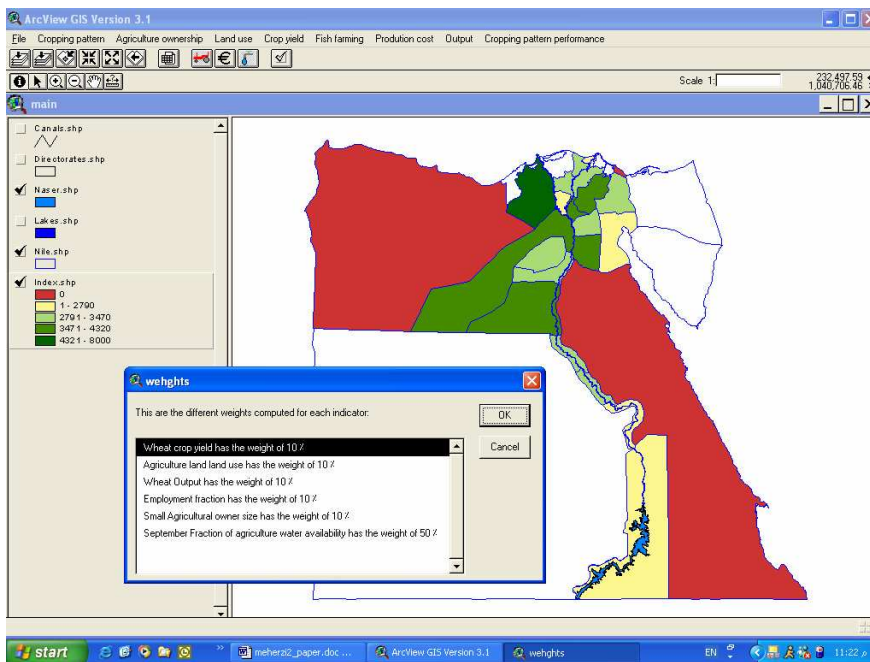 ArcView GIS Version 3.1
File Cropping pattern Agriculture ownership Land use Crop yield Fish farming Prodution cost Output Cropping pattern performance
Scale 1:
232,497.59
1,040,706.46
main
Canals.shp
Directorates.shp
Naser.shp
Lakes.shp
Nile.shp
Index.shp
0
1 - 2790
2791 - 3470
3471 - 4320
4321 - 8000
wehghts
This are the different weights computed for each indicator:
OK
Cancel
Wheat crop yield has the weight of 10 %
Agriculture land land use has the weight of 10 %
Wheat Output has the weight of 10 %
Employment fraction has the weight of 10 %
Small Agricultural owner size has the weight of 10 %
September Fraction of agriculture water availability has the weight of 50 %
start
meherzi2_paper.doc ...
ArcView GIS Version 3.1
wehghts
EN
11:22 م